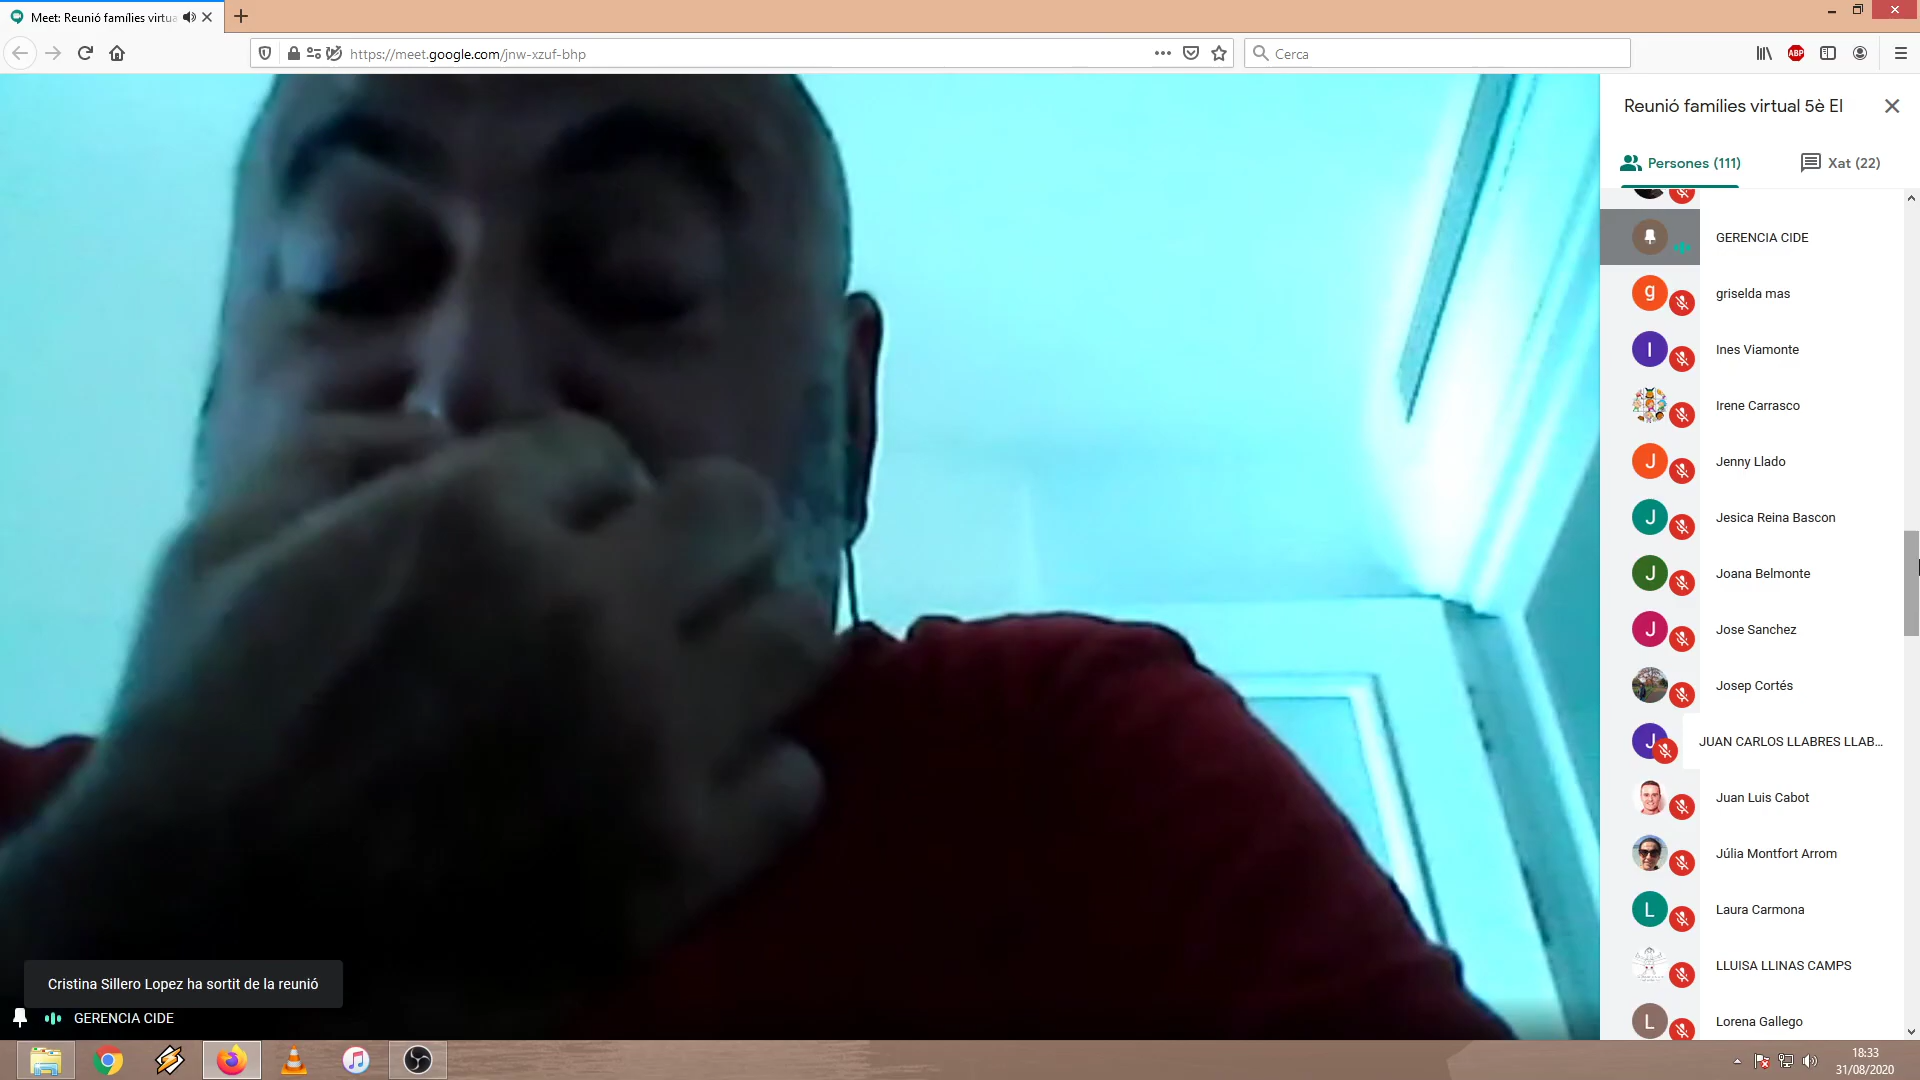 Meet: Reunió famílies virtua
https://meet.google.com/jnw-xzuf-bhp
Cerca
ABP
Reunió famílies virtual 5è EI
Persones (111)
Xat (22)
GERENCIA CIDE
g
griselda mas
I
Ines Viamonte
Irene Carrasco
J
Jenny Llado
J
Jesica Reina Bascon
J
Joana Belmonte
J
Jose Sanchez
Josep Cortés
J
JUAN CARLOS LLABRES LLAB...
Juan Luis Cabot
Júlia Montfort Arrom
L
Laura Carmona
LLUISA LLINAS CAMPS
L
Lorena Gallego
Cristina Sillero Lopez ha sortit de la reunió
GERENCIA CIDE
18:33
31/08/2020